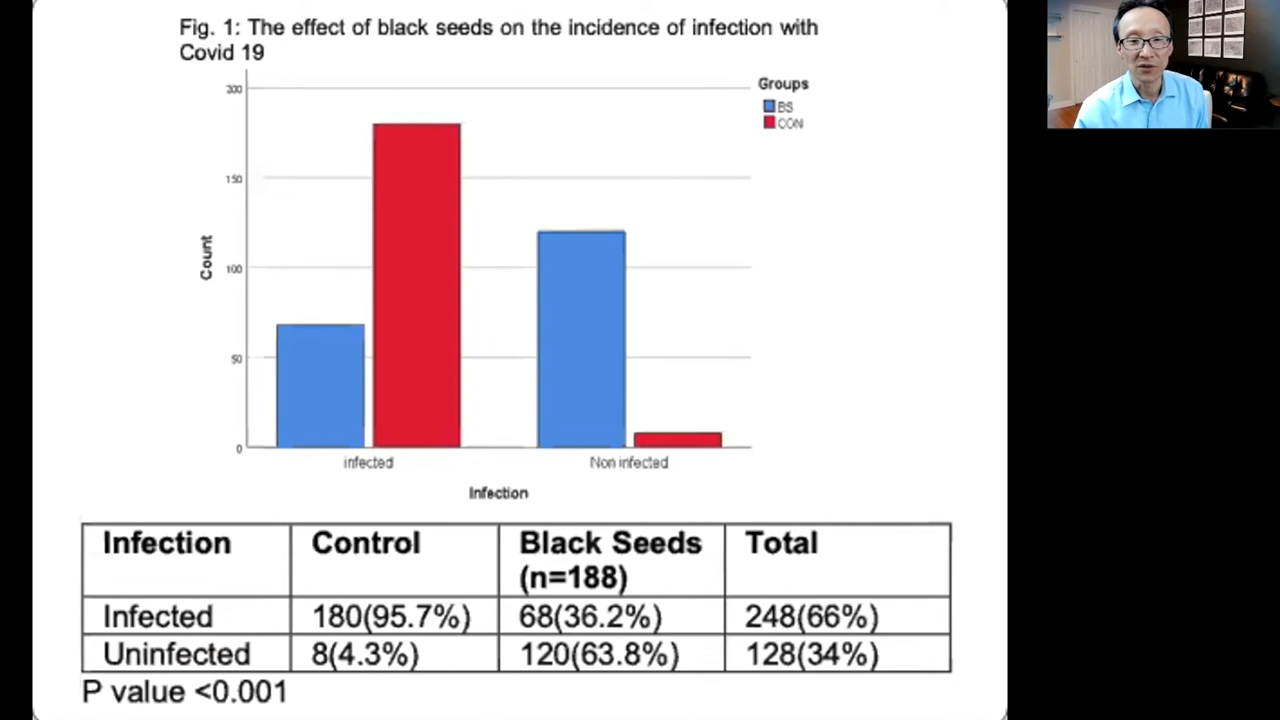 Fig. 1: The effect of black seeds on the incidence of infection with
Covid 19
Groups
BS
CON
200
150
100
50
0
Count
infected
Non infected
Infection
Infection Control Black Seeds (n=188) Total
Infected 180(95.7%) 68(36.2%) 248(66%)
Uninfected 8(4.3%) 120(63.8%) 128(34%)
P value <0.001